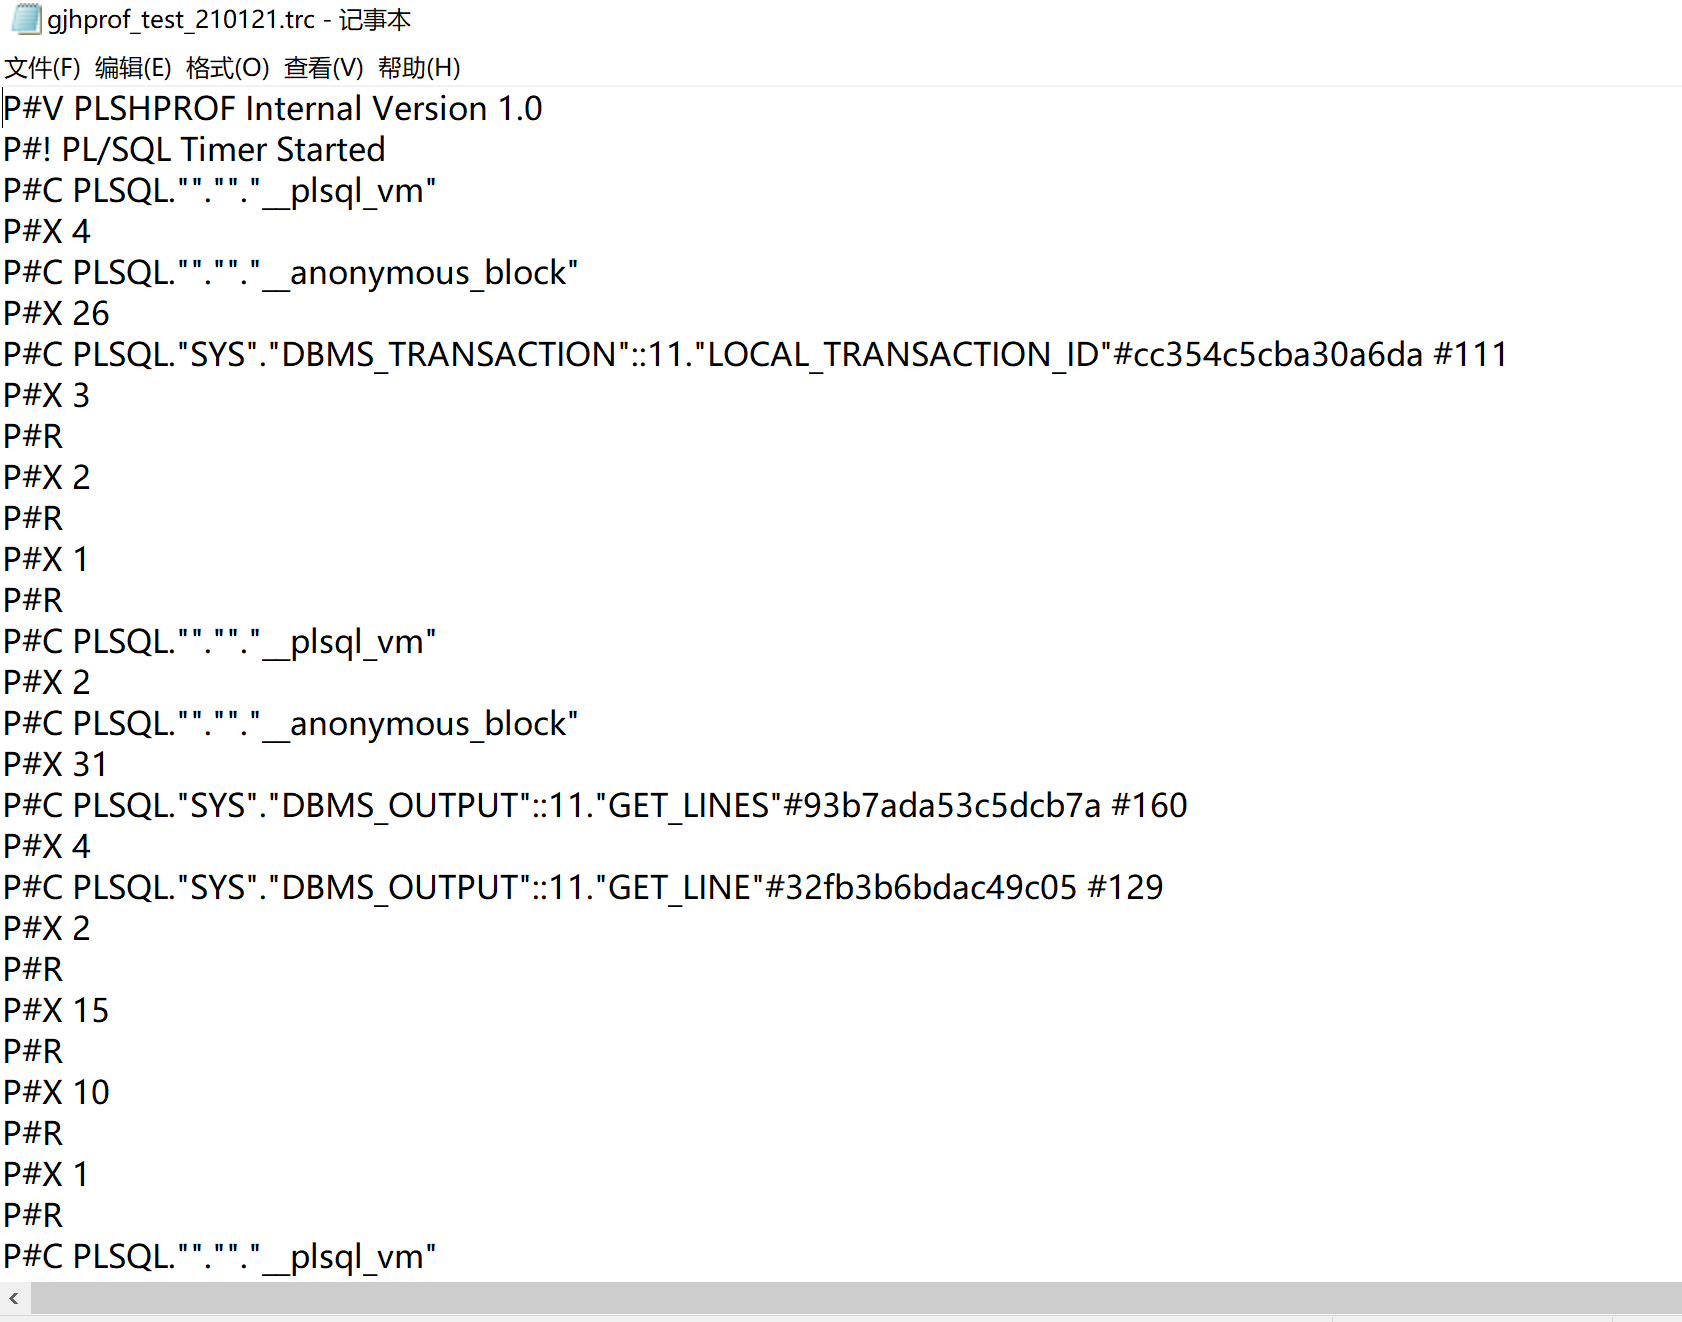 gjhprof_test_210121.trc - 记事本
文件(F) 编辑(E) 格式(O) 查看(V) 帮助(H)
P#V PLSHPROF Internal Version 1.0
P#! PL/SQL Timer Started
P#C PLSQL."".""."__plsql_vm"
P#X 4
P#C PLSQL."".""."__anonymous_block"
P#X 26
P#C PLSQL."SYS"."DBMS_TRANSACTION"::11."LOCAL_TRANSACTION_ID"#cc354c5cba30a6da #111
P#X 3
P#R
P#X 2
P#R
P#X 1
P#R
P#C PLSQL."".""."__plsql_vm"
P#X 2
P#C PLSQL."".""."__anonymous_block"
P#X 31
P#C PLSQL."SYS"."DBMS_OUTPUT"::11."GET_LINES"#93b7ada53c5dcb7a #160
P#X 4
P#C PLSQL."SYS"."DBMS_OUTPUT"::11."GET_LINE"#32fb3b6bdac49c05 #129
P#X 2
P#R
P#X 15
P#R
P#X 10
P#R
P#X 1
P#R
P#C PLSQL."".""."__plsql_vm"